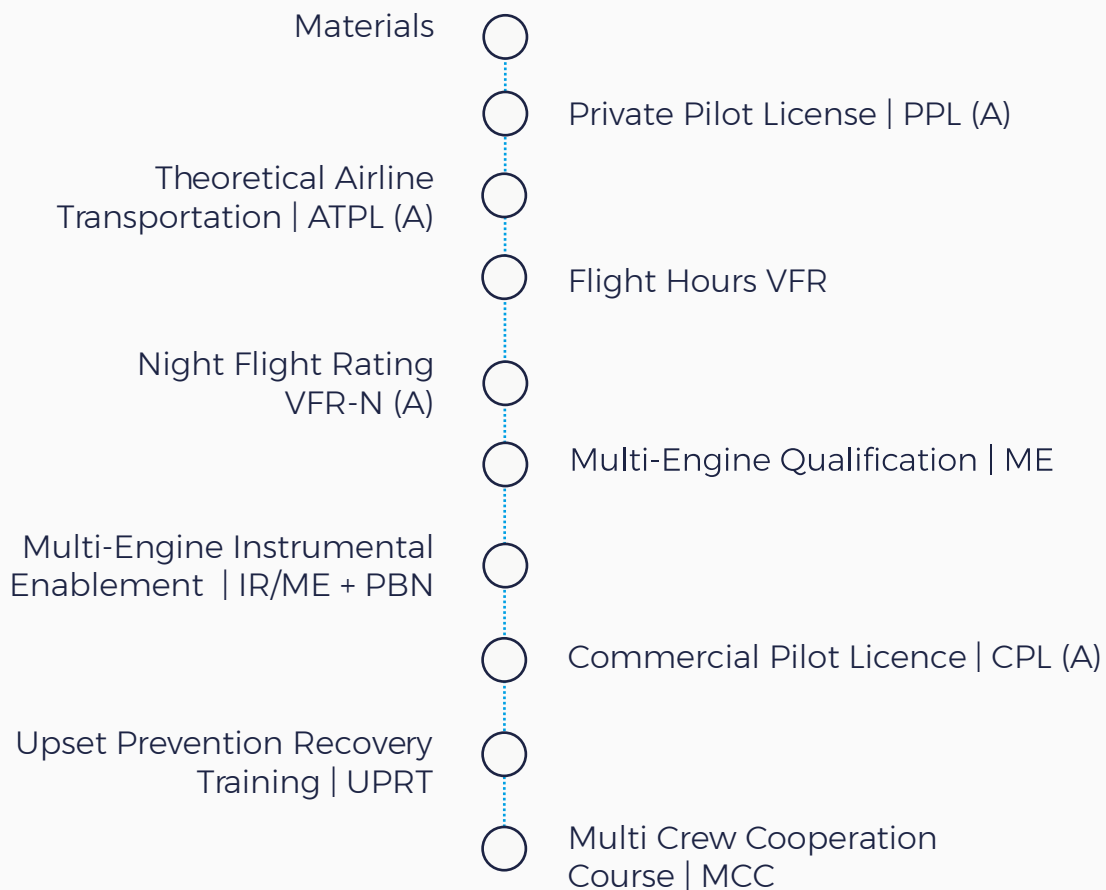 Materials
Private Pilot License | PPL (A)
Theoretical Airline
Transportation | ATPL (A)
Flight Hours VFR
Night Flight Rating
VFR-N (A)
Multi-Engine Qualification | ME
Multi-Engine Instrumental
Enablement | IR/ME + PBN
Commercial Pilot Licence | CPL (A)
Upset Prevention Recovery
Training | UPRT
Multi Crew Cooperation
Course | MCC